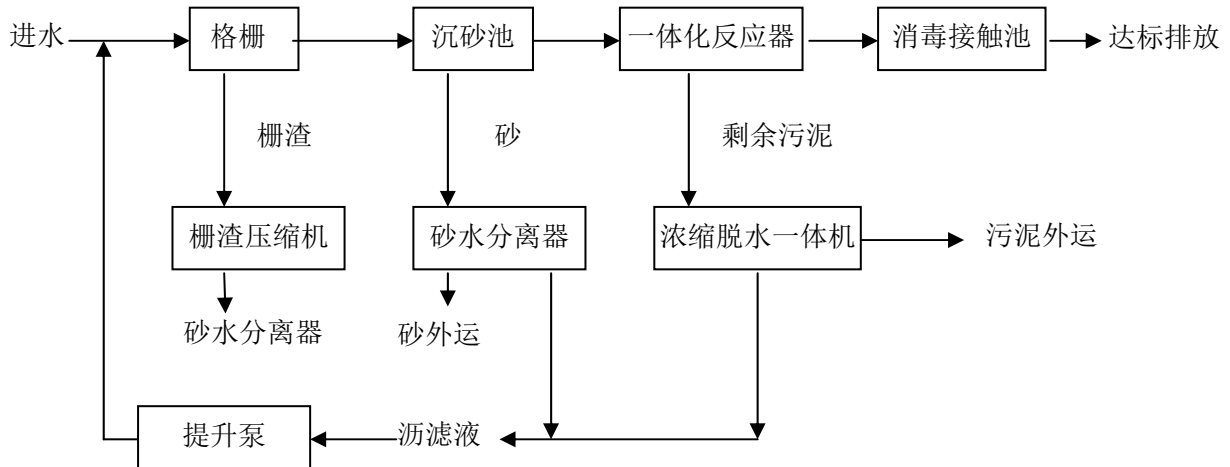 进水
格栅
沉砂池
一体化反应器
消毒接触池
达标排放
栅渣
砂
剩余污泥
栅渣压缩机
砂水分离器
浓缩脱水一体机
污泥外运
砂水分离器
砂外运
提升泵
沥滤液